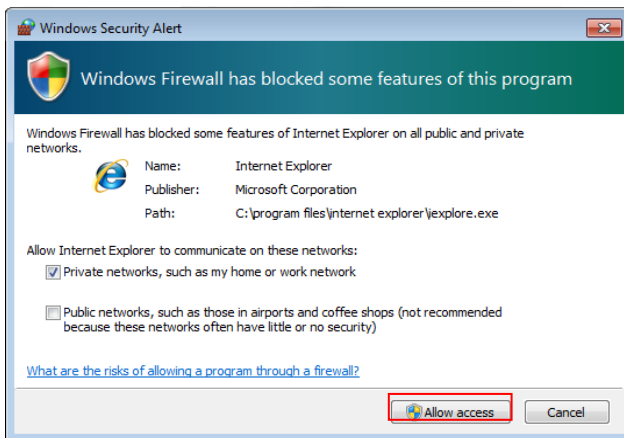 Windows Security Alert
Windows Firewall has blocked some features of this program
Windows Firewall has blocked some features of Internet Explorer on all public and private
networks.
Name: Internet Explorer
Publisher: Microsoft Corporation
Path: C:\program files\internet explorer\iexplore.exe
Allow Internet Explorer to communicate on these networks:
Private networks, such as my home or work network
Public networks, such as those in airports and coffee shops (not recommended
because these networks often have little or no security)
What are the risks of allowing a program through a firewall?
Allow access Cancel